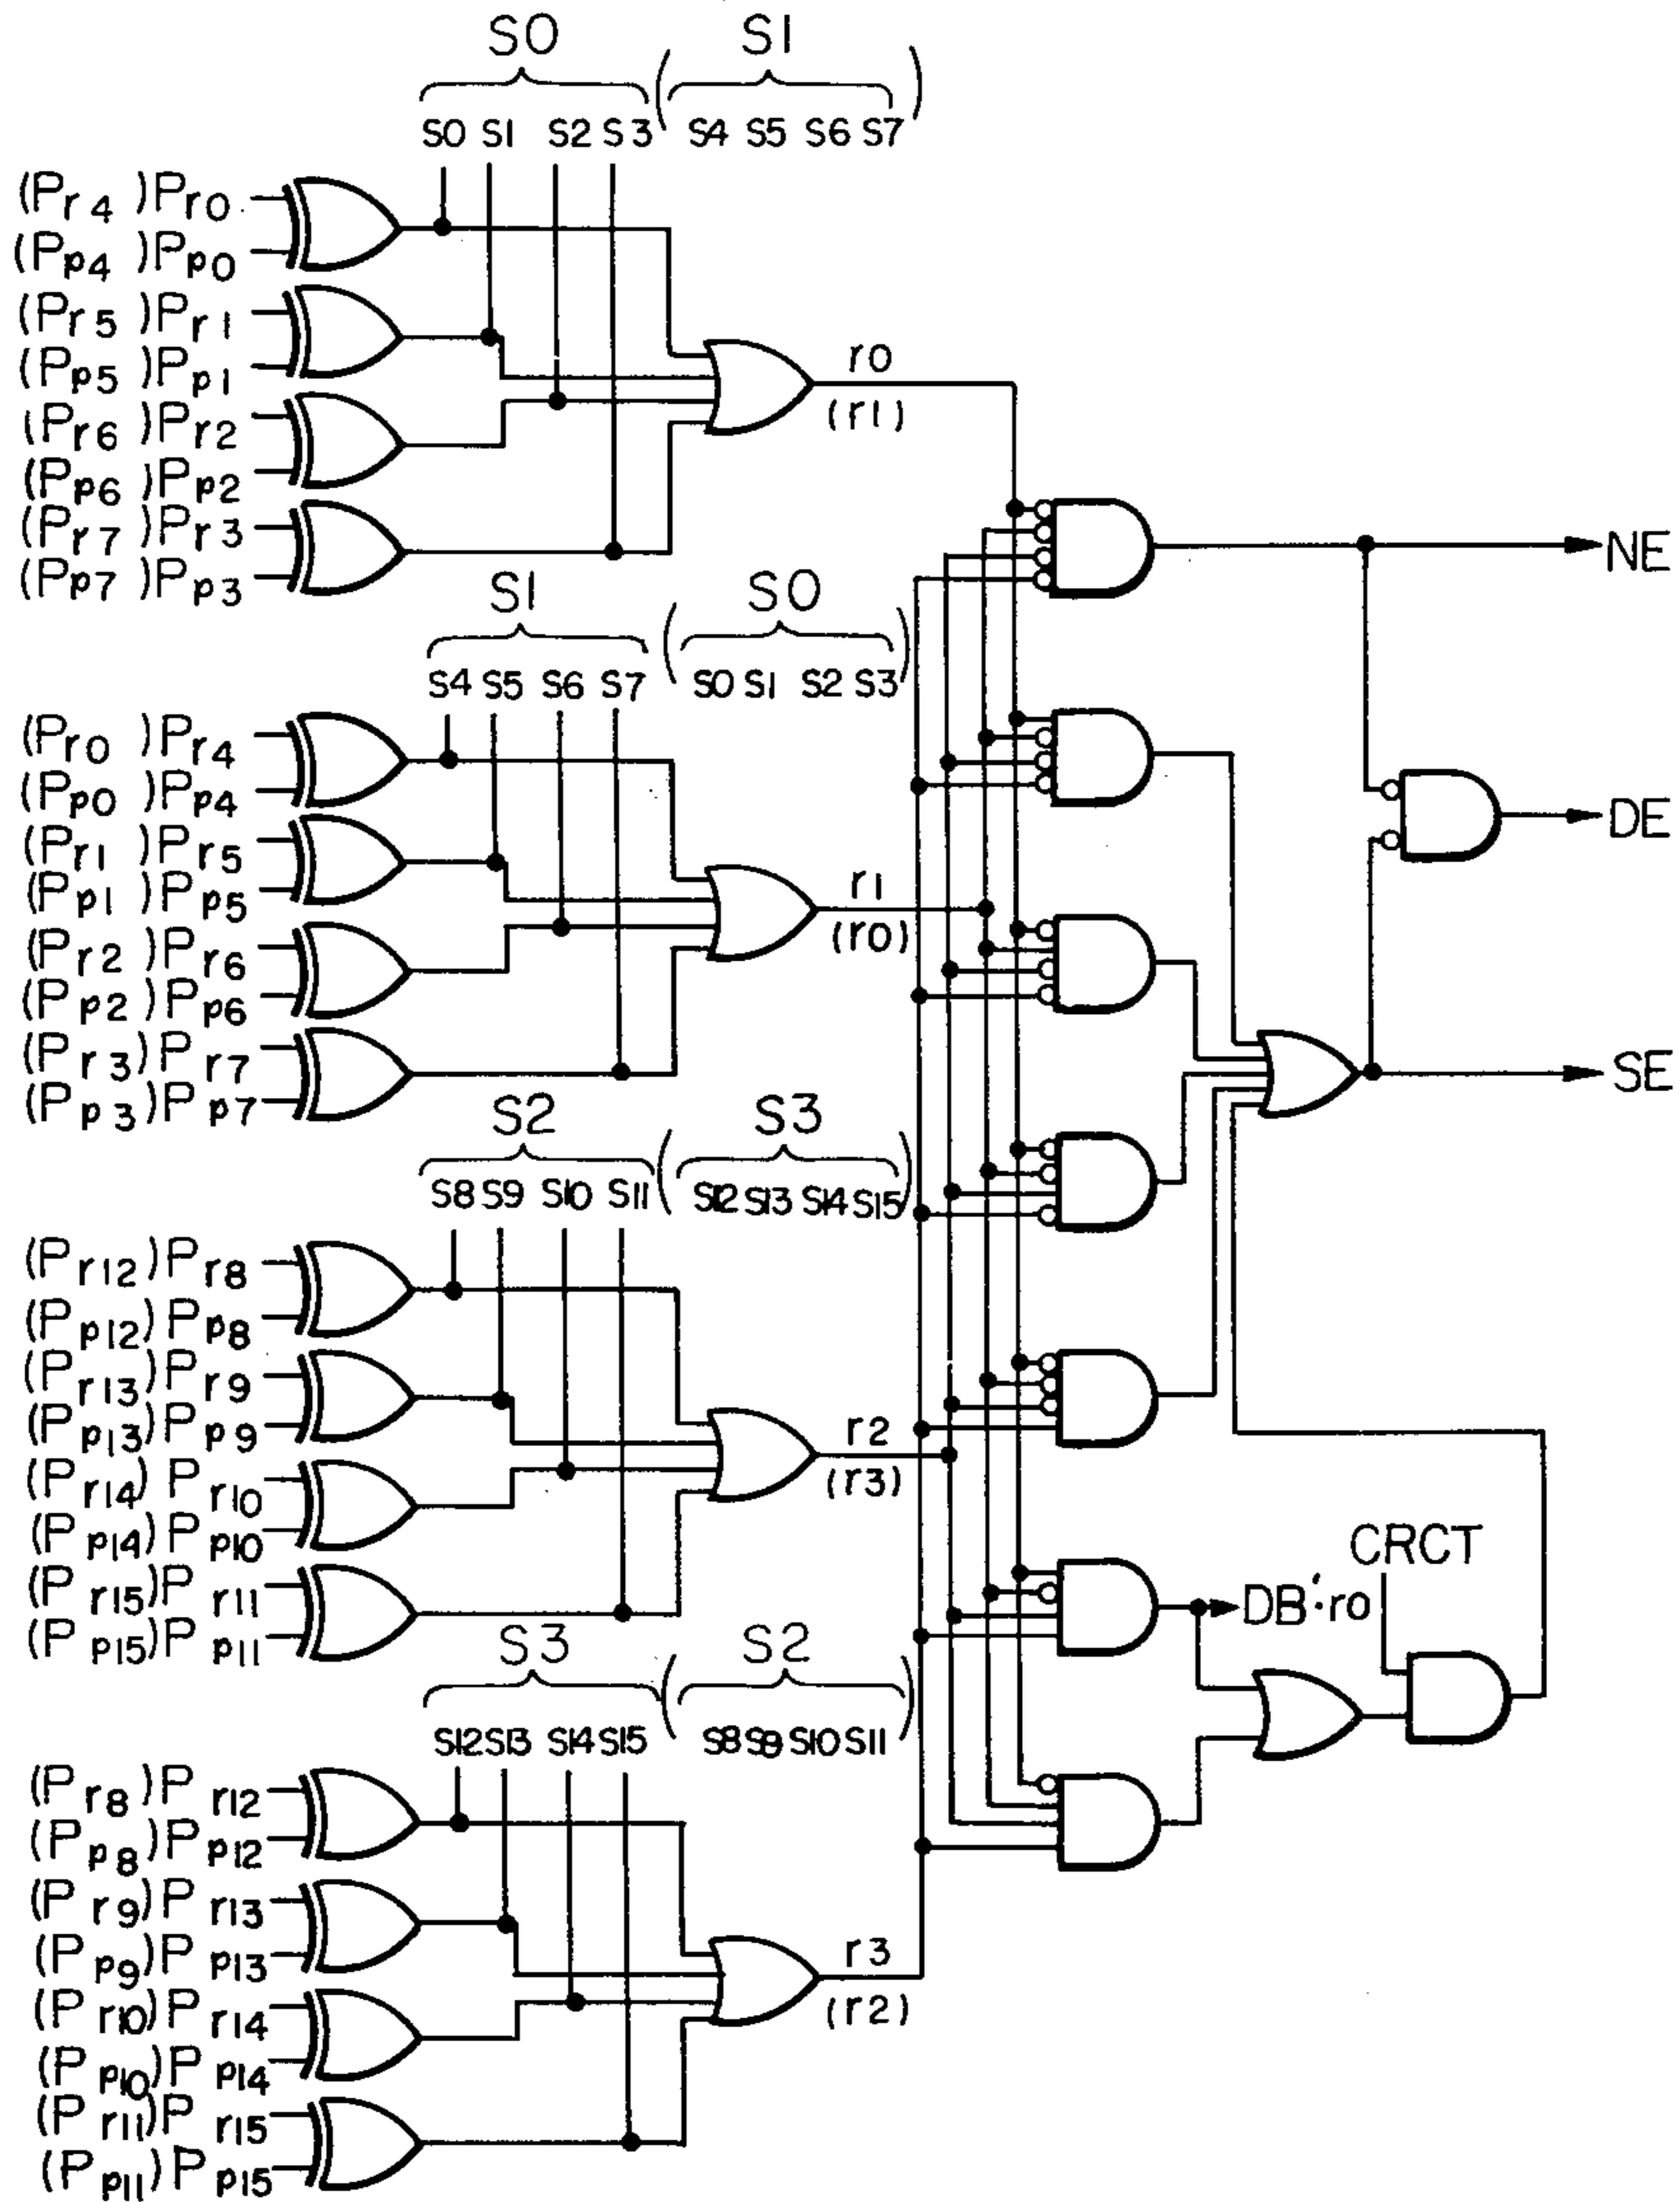 S0 (S1)
S0 S1 S2 S3 S4 S5 S6 S7
(Pr4 )Pr0
(Pp4 )Pp0
(Pr5 )Pr1
(Pp5 )Pp1
(Pr6 )Pr2
(Pp6 )Pp2
(Pr7 )Pr3
(Pp7 )Pp3
r0
(r1)
NE
S1 (S0)
S4 S5 S6 S7 S0 S1 S2 S3
(Pr0 )Pr4
(Pp0 )Pp4
(Pr1 )Pr5
(Pp1 )Pp5
(Pr2 )Pr6
(Pp2 )Pp6
(Pr3)Pr7
(Pp3)Pp7
r1
(r0)
DE
SE
S2 (S3)
S8 S9 S10 S11 S12 S13 S14 S15
(Pr12)Pr8
(Pp12)Pp8
(Pr13)Pr9
(Pp13)Pp9
(Pr14)Pr10
(Pp14)Pp10
(Pr15)Pr11
(Pp15)Pp11
r2
(r3)
CRCT
DB'·ro
S3 (S2)
S12 S13 S14 S15 S8 S9 S10 S11
(Pr8)Pr12
(Pp8)Pp12
(Pr9)Pr13
(Pp9)Pp13
(Pr10)Pr14
(Pp10)Pp14
(Pr11)Pr15
(Pp11)Pp15
r3
(r2)